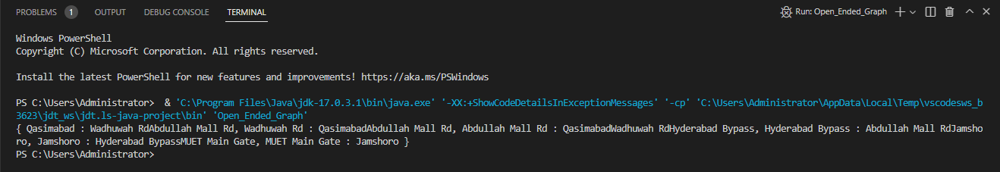 PROBLEMS 1 OUTPUT DEBUG CONSOLE TERMINAL Run: Open_Ended_Graph
Windows PowerShell
Copyright (C) Microsoft Corporation. All rights reserved.
Install the latest PowerShell for new features and improvements! https://aka.ms/PSWindows
PS C:\Users\Administrator>  & 'C:\Program Files\Java\jdk-17.0.3.1\bin\java.exe' '-XX:+ShowCodeDetailsInExceptionMessages' '-cp' 'C:\Users\Administrator\AppData\Local\Temp\vscodesws_b
3623\jdt_ws\jdt.ls-java-project\bin' 'Open_Ended_Graph'
{ Qasimabad : Wadhuwah RdAbdullah Mall Rd, Wadhuwah Rd : QasimabadAbdullah Mall Rd, Abdullah Mall Rd : QasimabadWadhuwah RdHyderabad Bypass, Hyderabad Bypass : Abdullah Mall RdJamsho
ro, Jamshoro : Hyderabad BypassMUET Main Gate, MUET Main Gate : Jamshoro }
PS C:\Users\Administrator>